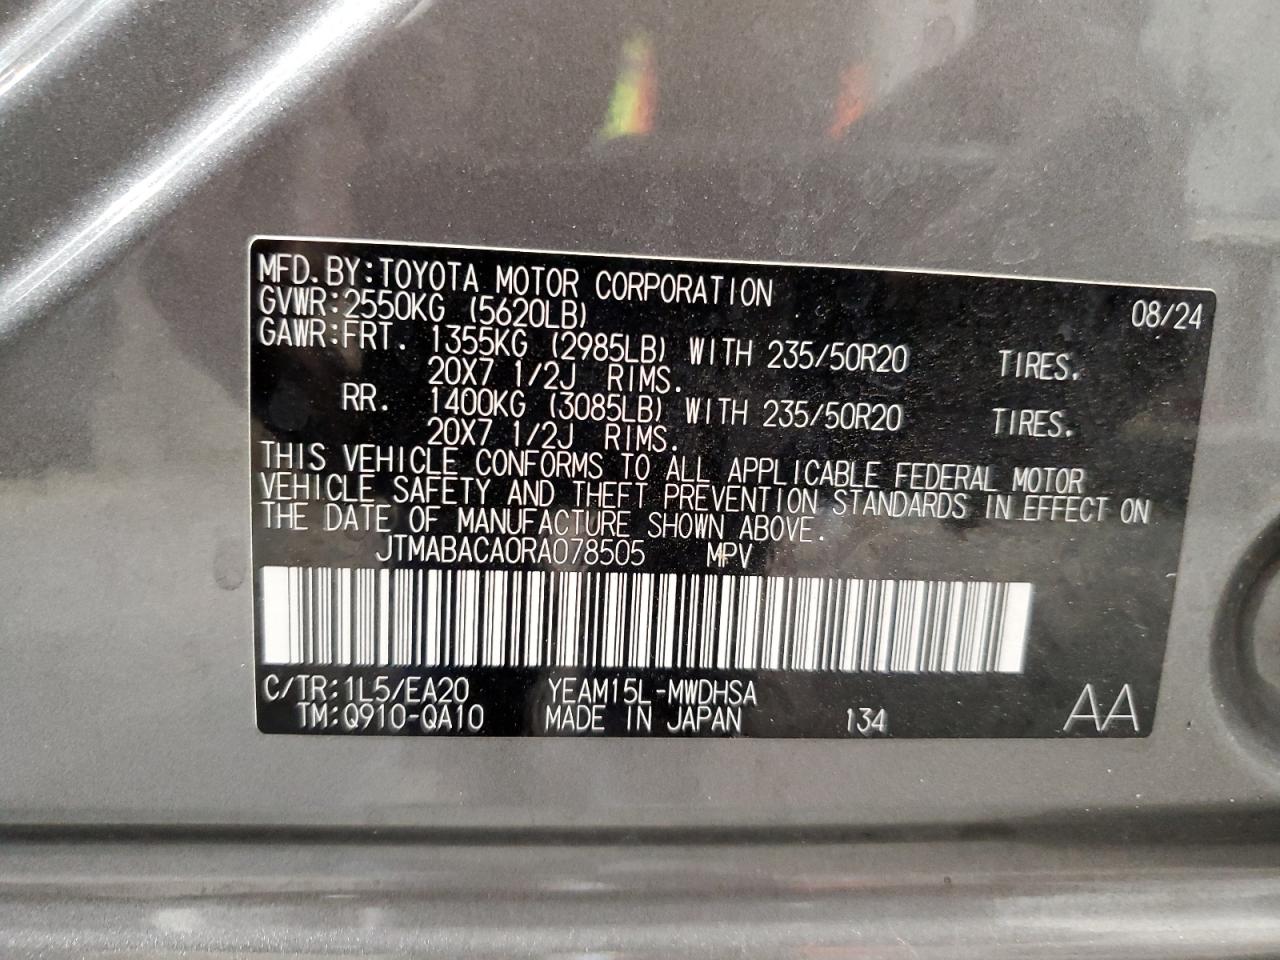 MFD.BY:TOYOTA MOTOR CORPORATION 08/24
GVWR:2550KG (5620LB)
GAWR:FRT. 1355KG (2985LB) WITH 235/50R20 TIRES.
20X7 1/2J RIMS.
RR. 1400KG (3085LB) WITH 235/50R20 TIRES.
20X7 1/2J RIMS.
THIS VEHICLE CONFORMS TO ALL APPLICABLE FEDERAL MOTOR
VEHICLE SAFETY AND THEFT PREVENTION STANDARDS IN EFFECT ON
THE DATE OF MANUFACTURE SHOWN ABOVE.
JTMABACA0RA078505 MPV
C/TR:1L5/EA20 YEAM15L-MWDHSA
TM:Q910-QA10 MADE IN JAPAN 134 AA